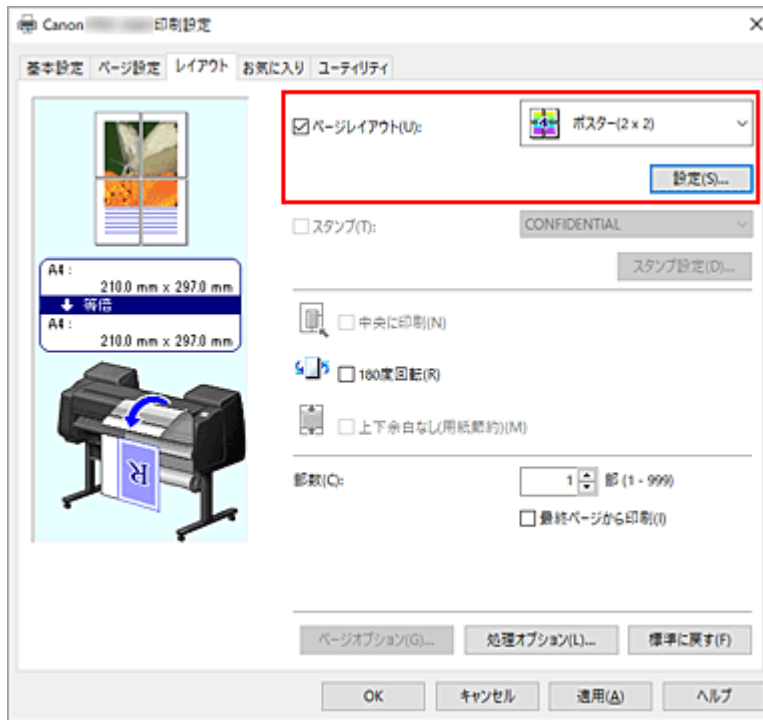 Canon 印刷設定
基本設定 ページ設定 レイアウト お気に入り ユーティリティ
ページレイアウト(U):
ポスター(2 x 2)
設定(S)...
スタンプ(T):
CONFIDENTIAL
スタンプ設定(D)...
A4 :
210.0 mm x 297.0 mm
等倍
A4 :
210.0 mm x 297.0 mm
中央に印刷(N)
180度回転(R)
上下余白なし(用紙節約)(M)
R
部数(C):
1 部 (1 - 999)
最終ページから印刷(I)
ページオプション(G)... 処理オプション(L)... 標準に戻す(F)
OK キャンセル 適用(A) ヘルプ